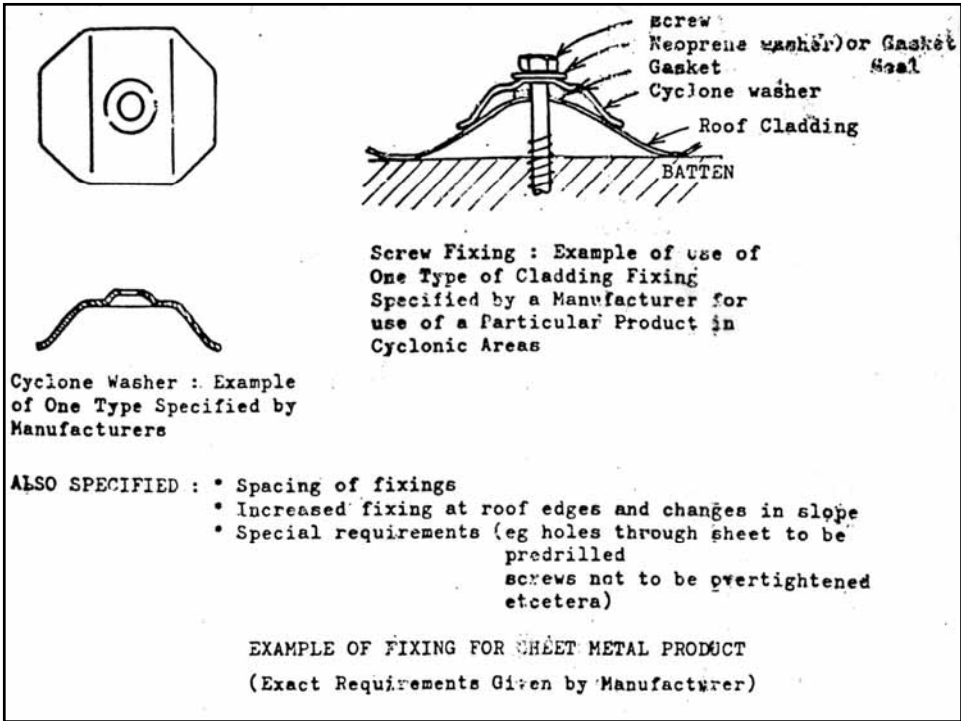 screw
Neoprene washer)or Gasket
Gasket Seal
Cyclone washer
Roof Cladding
BATTEN
Screw Fixing : Example of use of
One Type of Cladding Fixing
Specified by a Manufacturer for
use of a Particular Product in
Cyclonic Areas
Cyclone Washer : Example
of One Type Specified by
Manufacturers
ALSO SPECIFIED : * Spacing of fixings
* Increased fixing at roof edges and changes in slope
* Special requirements (eg holes through sheet to be
predrilled
screws not to be overtightened
etcetera)
EXAMPLE OF FIXING FOR SHEET METAL PRODUCT
(Exact Requirements Given by Manufacturer)